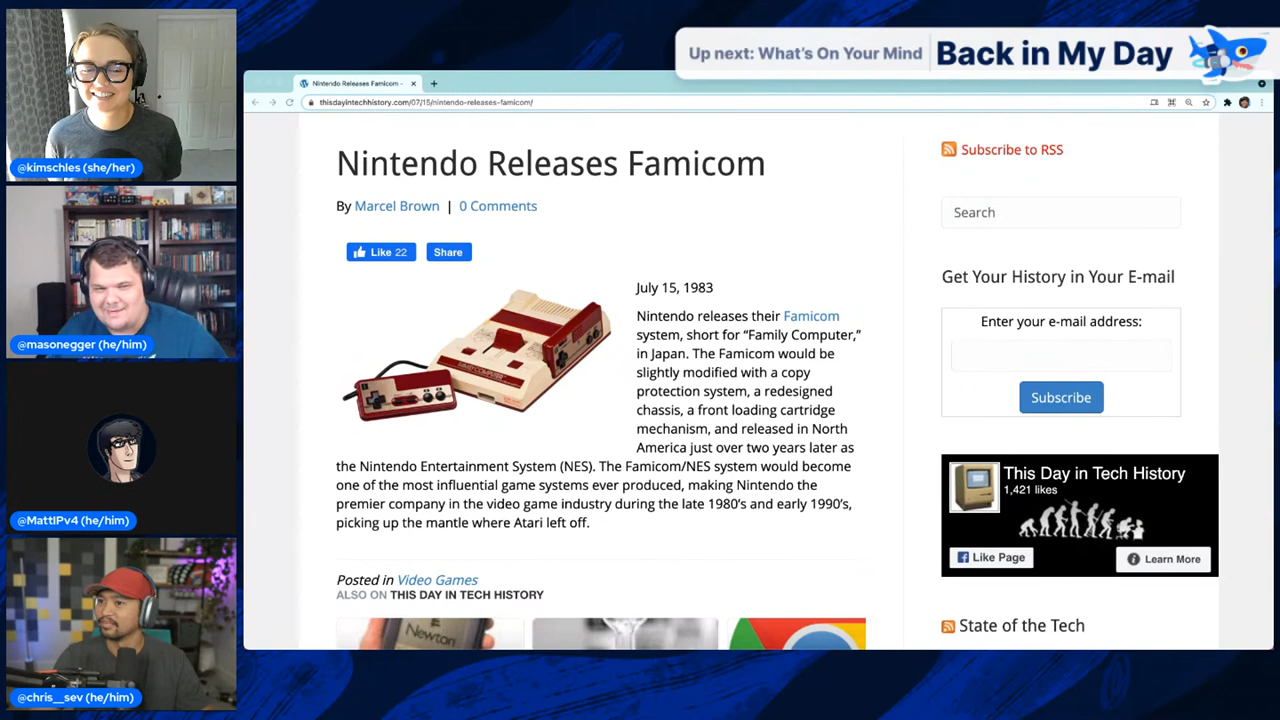 @kimschles (she/her)
@masonegger (he/him)
@MattIPv4 (he/him)
@chris__sev (he/him)
Up next: What's On Your Mind
Back in My Day
Nintendo Releases Famicom -
thisdayintechhistory.com/07/15/nintendo-releases-famicom/
Nintendo Releases Famicom
By Marcel Brown | 0 Comments
Like 22
Share
July 15, 1983
Nintendo releases their Famicom
system, short for “Family Computer,”
in Japan. The Famicom would be
slightly modified with a copy
protection system, a redesigned
chassis, a front loading cartridge
mechanism, and released in North
America just over two years later as
the Nintendo Entertainment System (NES). The Famicom/NES system would become
one of the most influential game systems ever produced, making Nintendo the
premier company in the video game industry during the late 1980’s and early 1990’s,
picking up the mantle where Atari left off.
Posted in Video Games
ALSO ON THIS DAY IN TECH HISTORY
Newton
Subscribe to RSS
Search
Get Your History in Your E-mail
Enter your e-mail address:
Subscribe
This Day in Tech History
1,421 likes
Like Page
Learn More
State of the Tech